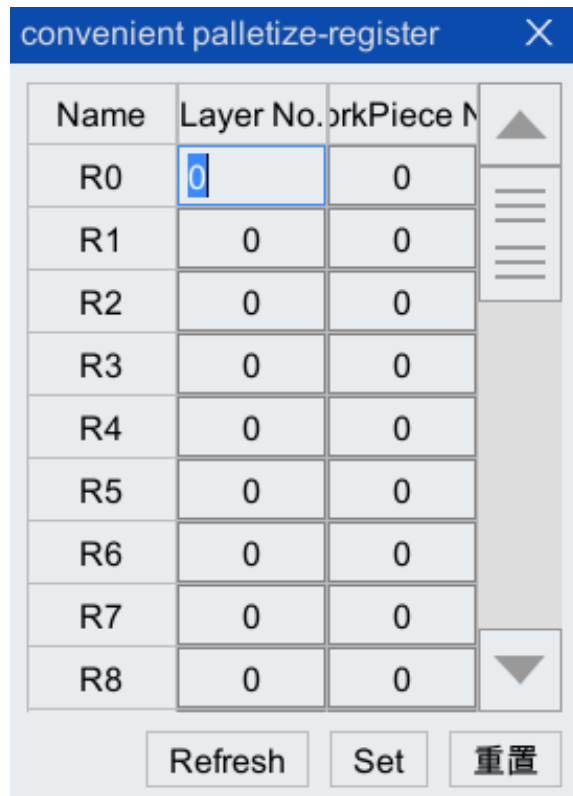 convenient palletize-register
Name Layer No. orkPiece N
R0 0 0
R1 0 0
R2 0 0
R3 0 0
R4 0 0
R5 0 0
R6 0 0
R7 0 0
R8 0 0
Refresh Set 重置